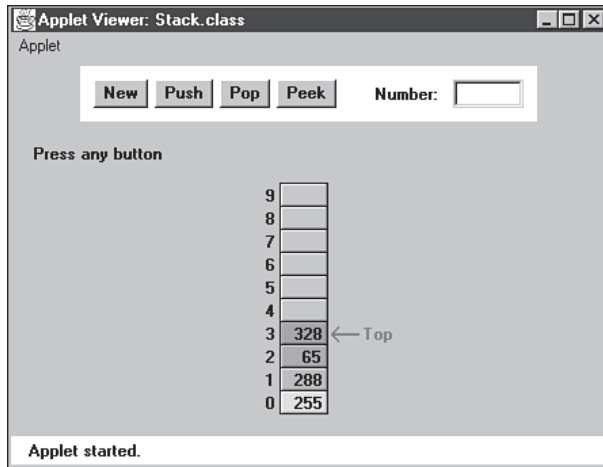 Applet Viewer: Stack.class
Applet
New Push Pop Peek Number:
Press any button
9
8
7
6
5
4
3 328 Top
2 65
1 288
0 255
Applet started.